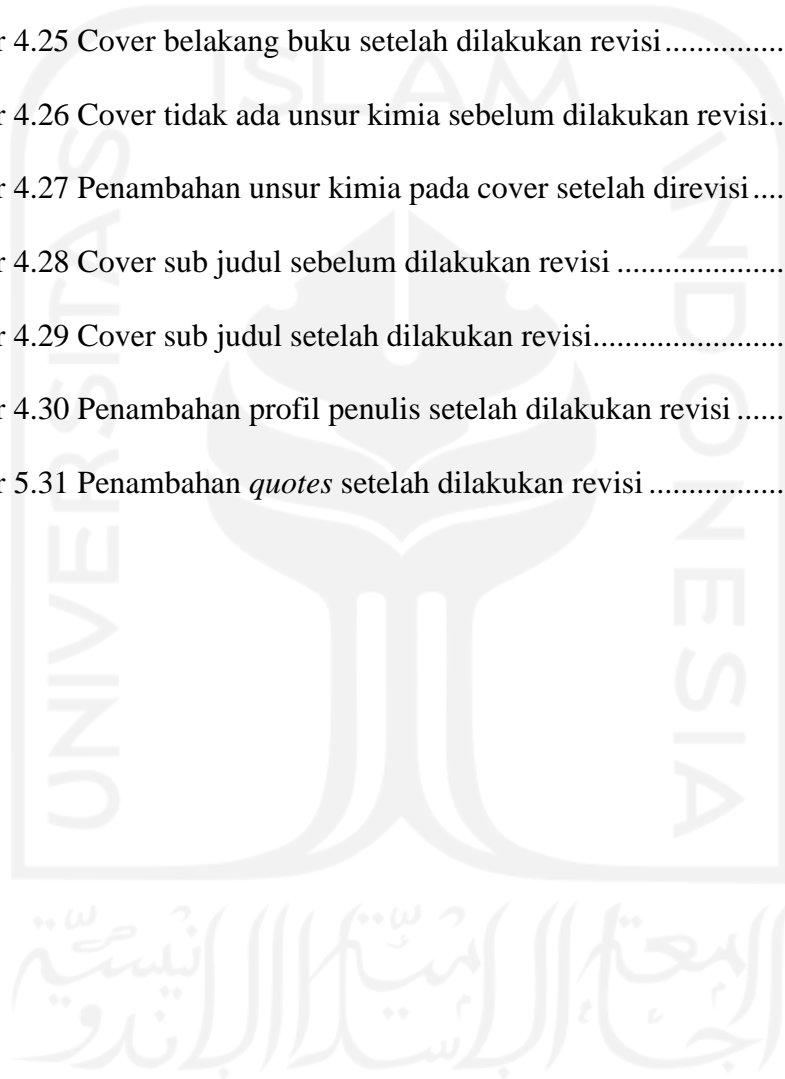 r 4.25 Cover belakang buku setelah dilakukan revisi...............
r 4.26 Cover tidak ada unsur kimia sebelum dilakukan revisi..
r 4.27 Penambahan unsur kimia pada cover setelah direvisi....
r 4.28 Cover sub judul sebelum dilakukan revisi .....................
r 4.29 Cover sub judul setelah dilakukan revisi........................
r 4.30 Penambahan profil penulis setelah dilakukan revisi ......
r 5.31 Penambahan quotes setelah dilakukan revisi .................
ISLAM
UNIVERSITAS
INDONESIA